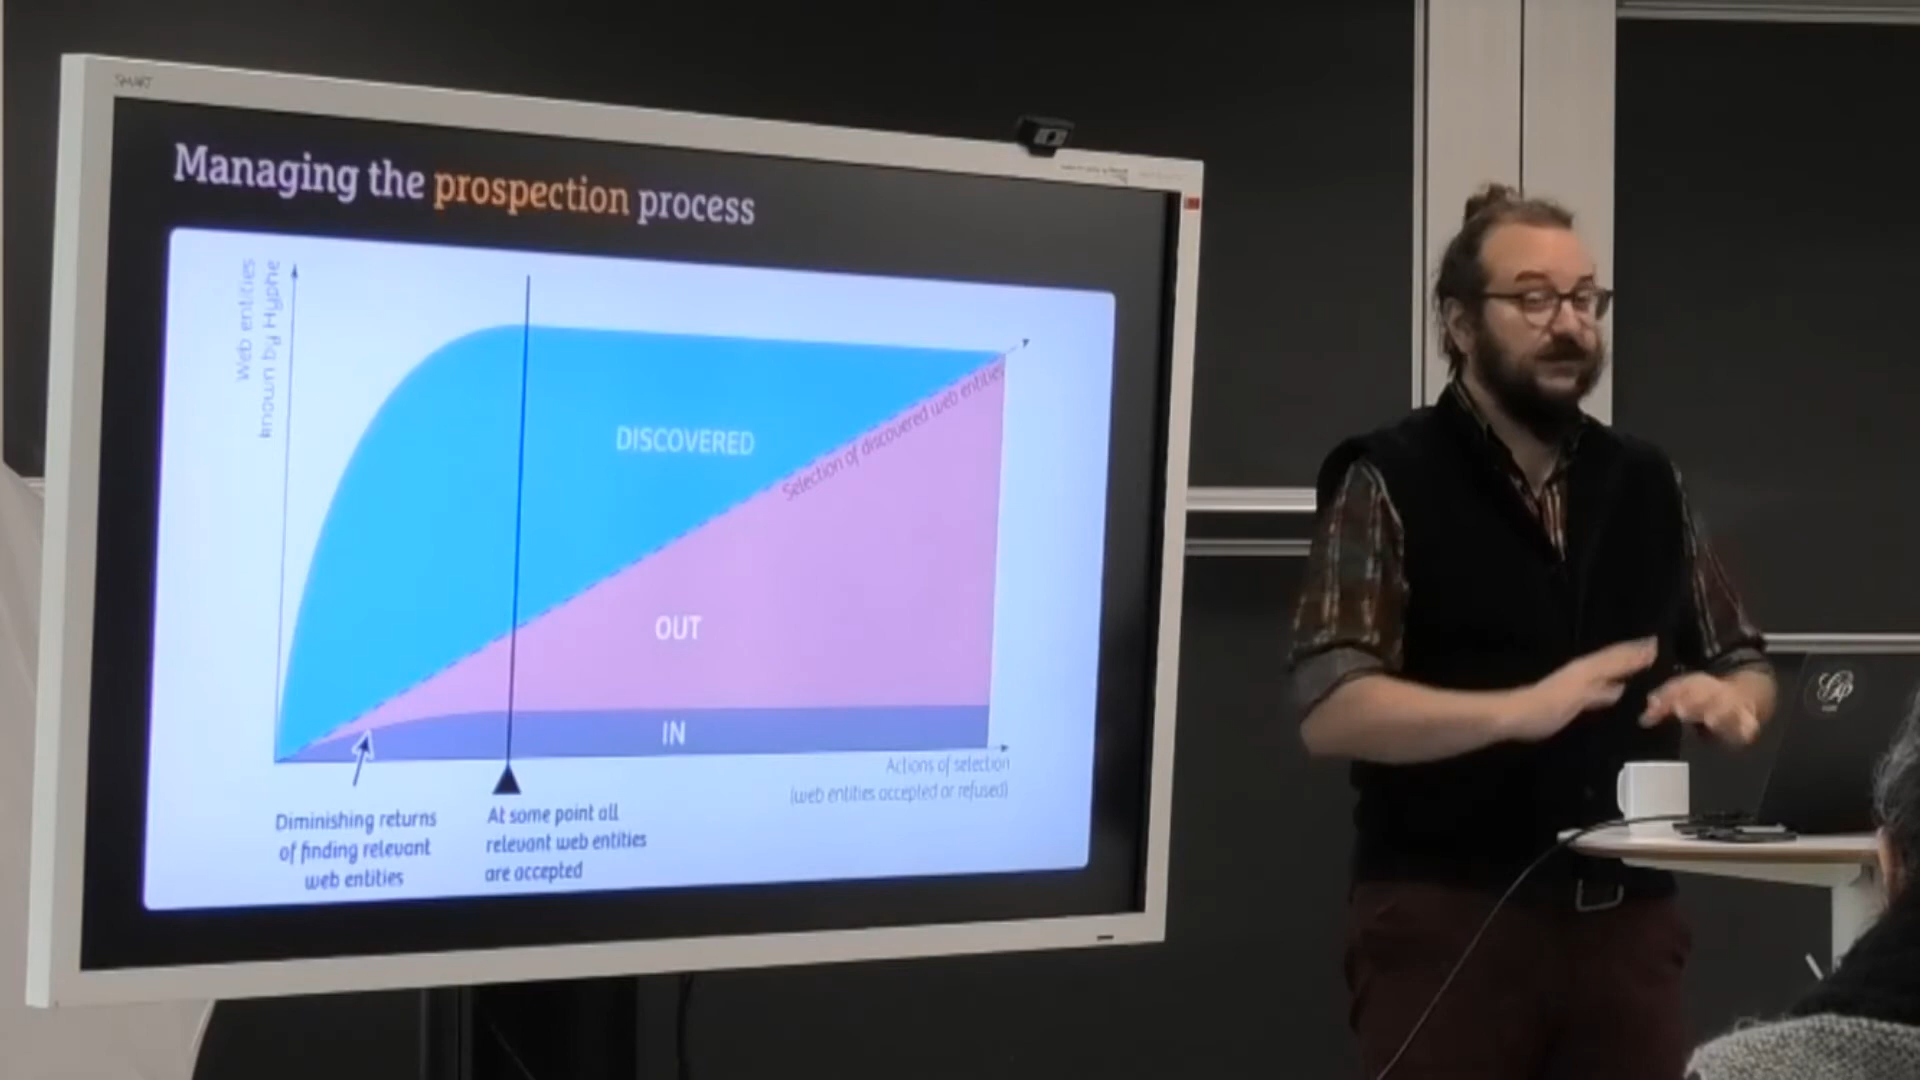 SMART
Managing the prospection process
Web entities
known by Hyphe
DISCOVERED
Selection of discovered web entities
OUT
IN
Actions of selection
(web entities accepted or refused)
Diminishing returns
of finding relevant
web entities
At some point all
relevant web entities
are accepted